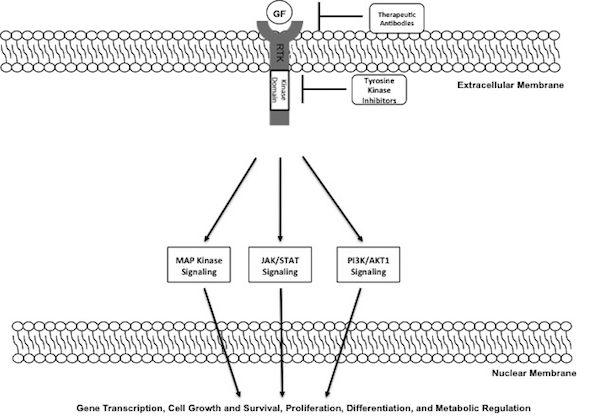 GF
Therapeutic
Antibodies
RTK
Extracellular Membrane
Kinase
Domain
Tyrosine
Kinase
Inhibitors
MAP Kinase
Signaling
JAK/STAT
Signaling
PI3K/AKT1
Signaling
Nuclear Membrane
Gene Transcription, Cell Growth and Survival, Proliferation, Differentiation, and Metabolic Regulation